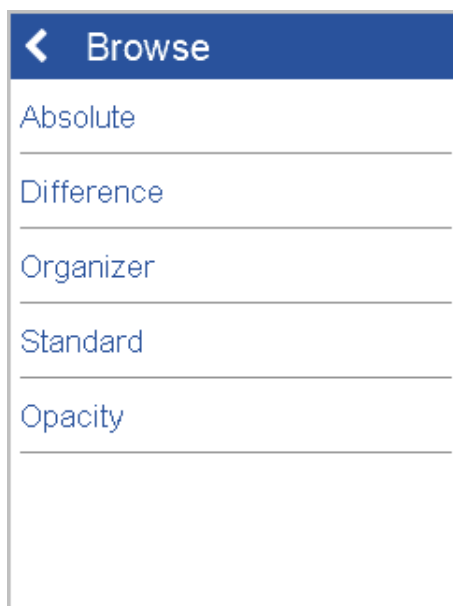 Browse
Absolute
Difference
Organizer
Standard
Opacity